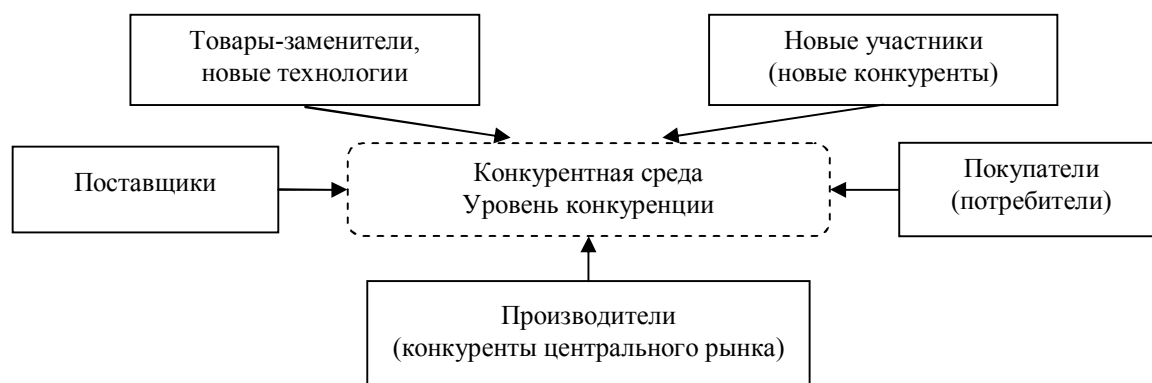 Товары-заменители,
новые технологии
Новые участники
(новые конкуренты)
Поставщики
Конкурентная среда
Уровень конкуренции
Покупатели
(потребители)
Производители
(конкуренты центрального рынка)